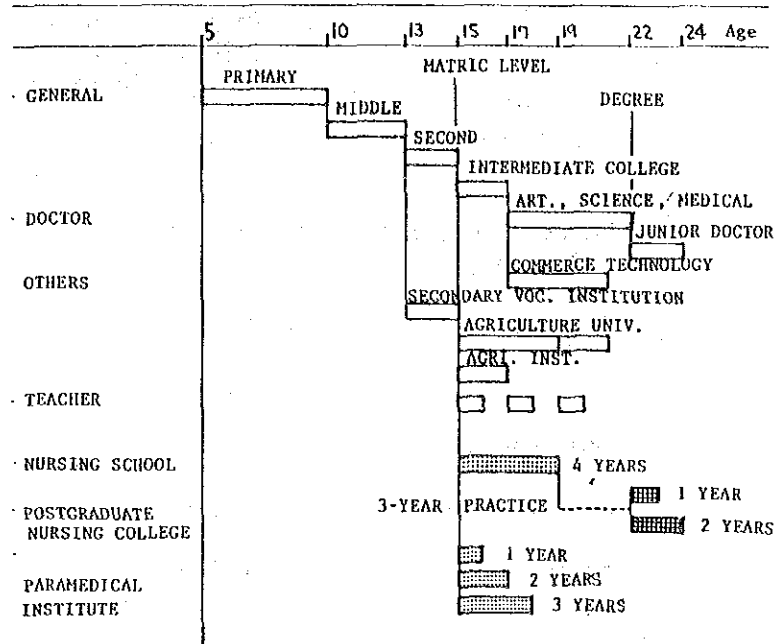 5 10 13 15 17 19 22 24 Age
MATRIC LEVEL
PRIMARY
GENERAL
DEGREE
MIDDLE
SECOND
INTERMEDIATE COLLEGE
ART., SCIENCE, MEDICAL
DOCTOR
JUNIOR DOCTOR
COMMERCE TECHNOLOGY
OTHERS
SECONDARY VOC. INSTITUTION
AGRICULTURE UNIV.
AGRI. INST.
TEACHER
NURSING SCHOOL
4 YEARS
1 YEAR
3-YEAR PRACTICE
POSTGRADUATE
NURSING COLLEGE
2 YEARS
1 YEAR
PARAMEDICAL
2 YEARS
INSTITUTE
3 YEARS